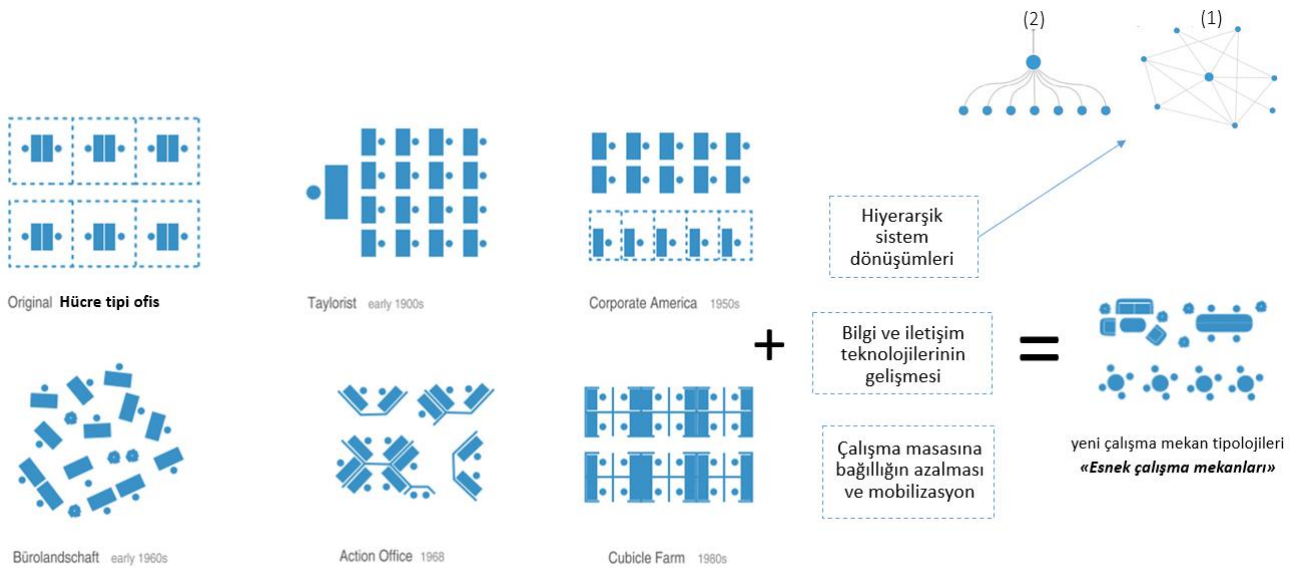 (2)
(1)
Original Hücre tipi ofis
Taylorist early 1900s
Corporate America 1950s
Bürolandschaft early 1960s
Action Office 1968
Cubicle Farm 1980s
+
Hiyerarşik
sistem
dönüşümleri
Bilgi ve iletişim
teknolojilerinin
gelişmesi
Çalışma masasına
bağıllığın azalması
ve mobilizasyon
=
yeni çalışma mekan tipolojileri
«Esnek çalışma mekanları»